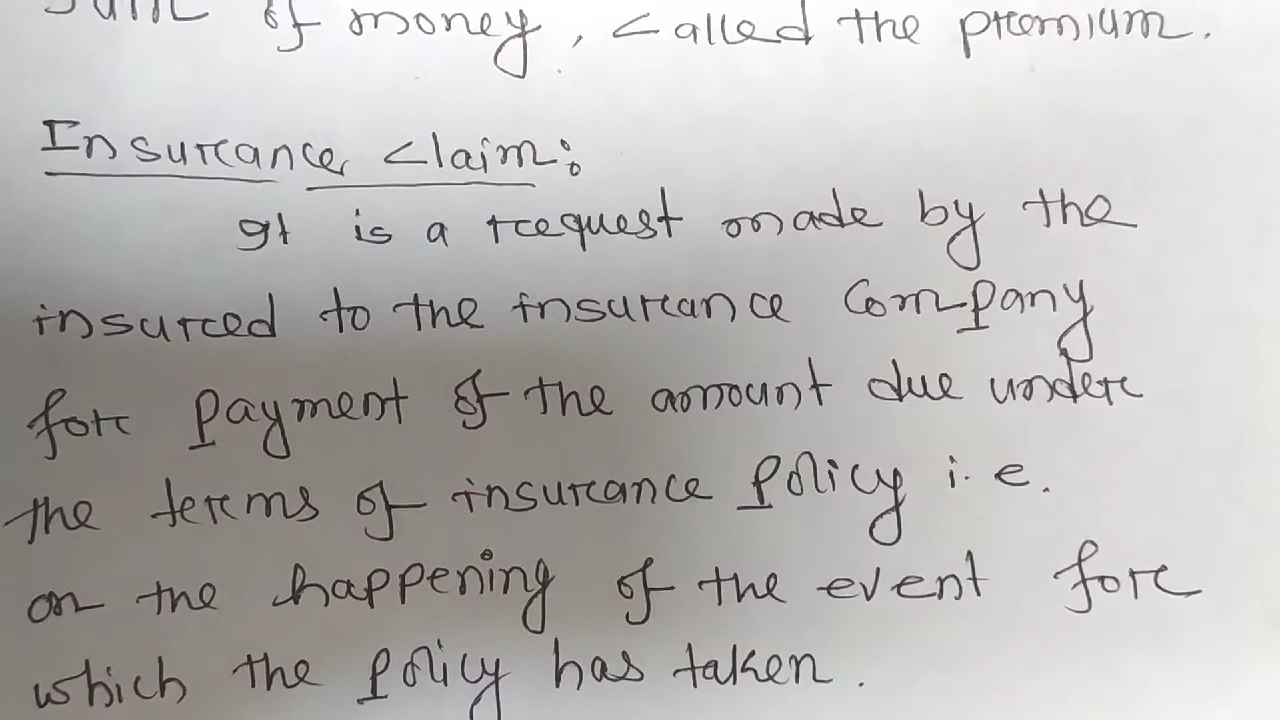 sum of money, called the premium.
Insurance Claim:
It is a request made by the
insured to the insurance Company
for payment of the amount due under
the terms of insurance policy i.e.
on the happening of the event for
which the policy has taken.